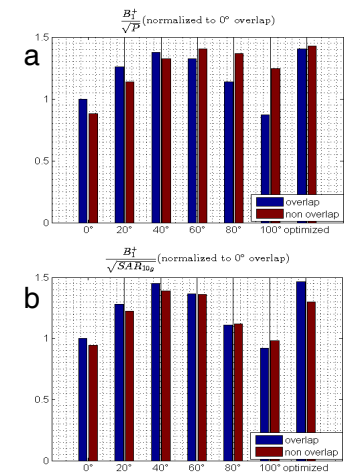 B₁⁺/√P (normalized to 0° overlap)
a
1.5
1
0.5
0
overlap
non overlap
0° 20° 40° 60° 80° 100° optimized
B₁⁺/√SAR₁₀g (normalized to 0° overlap)
b
1.5
1
0.5
0
overlap
non overlap
0° 20° 40° 60° 80° 100° optimized